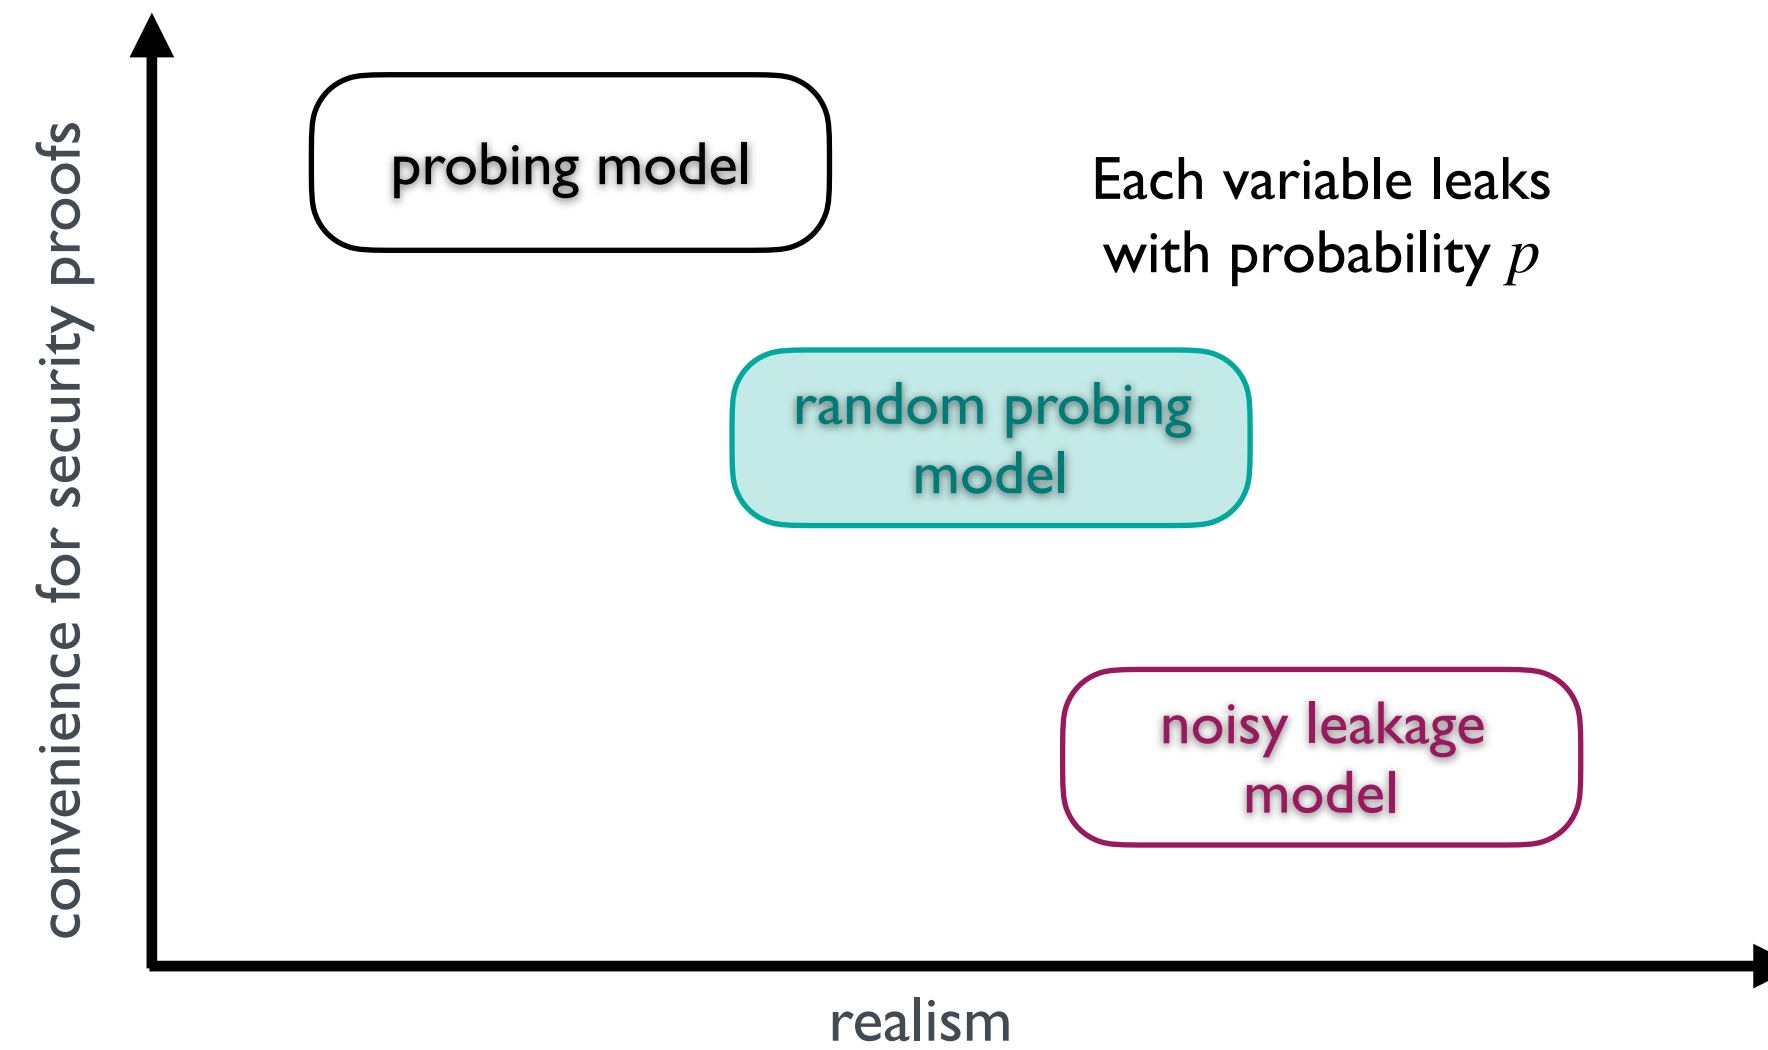 convenience for security proofs
probing model
Each variable leaks
with probability p
random probing
model
noisy leakage
model
realism